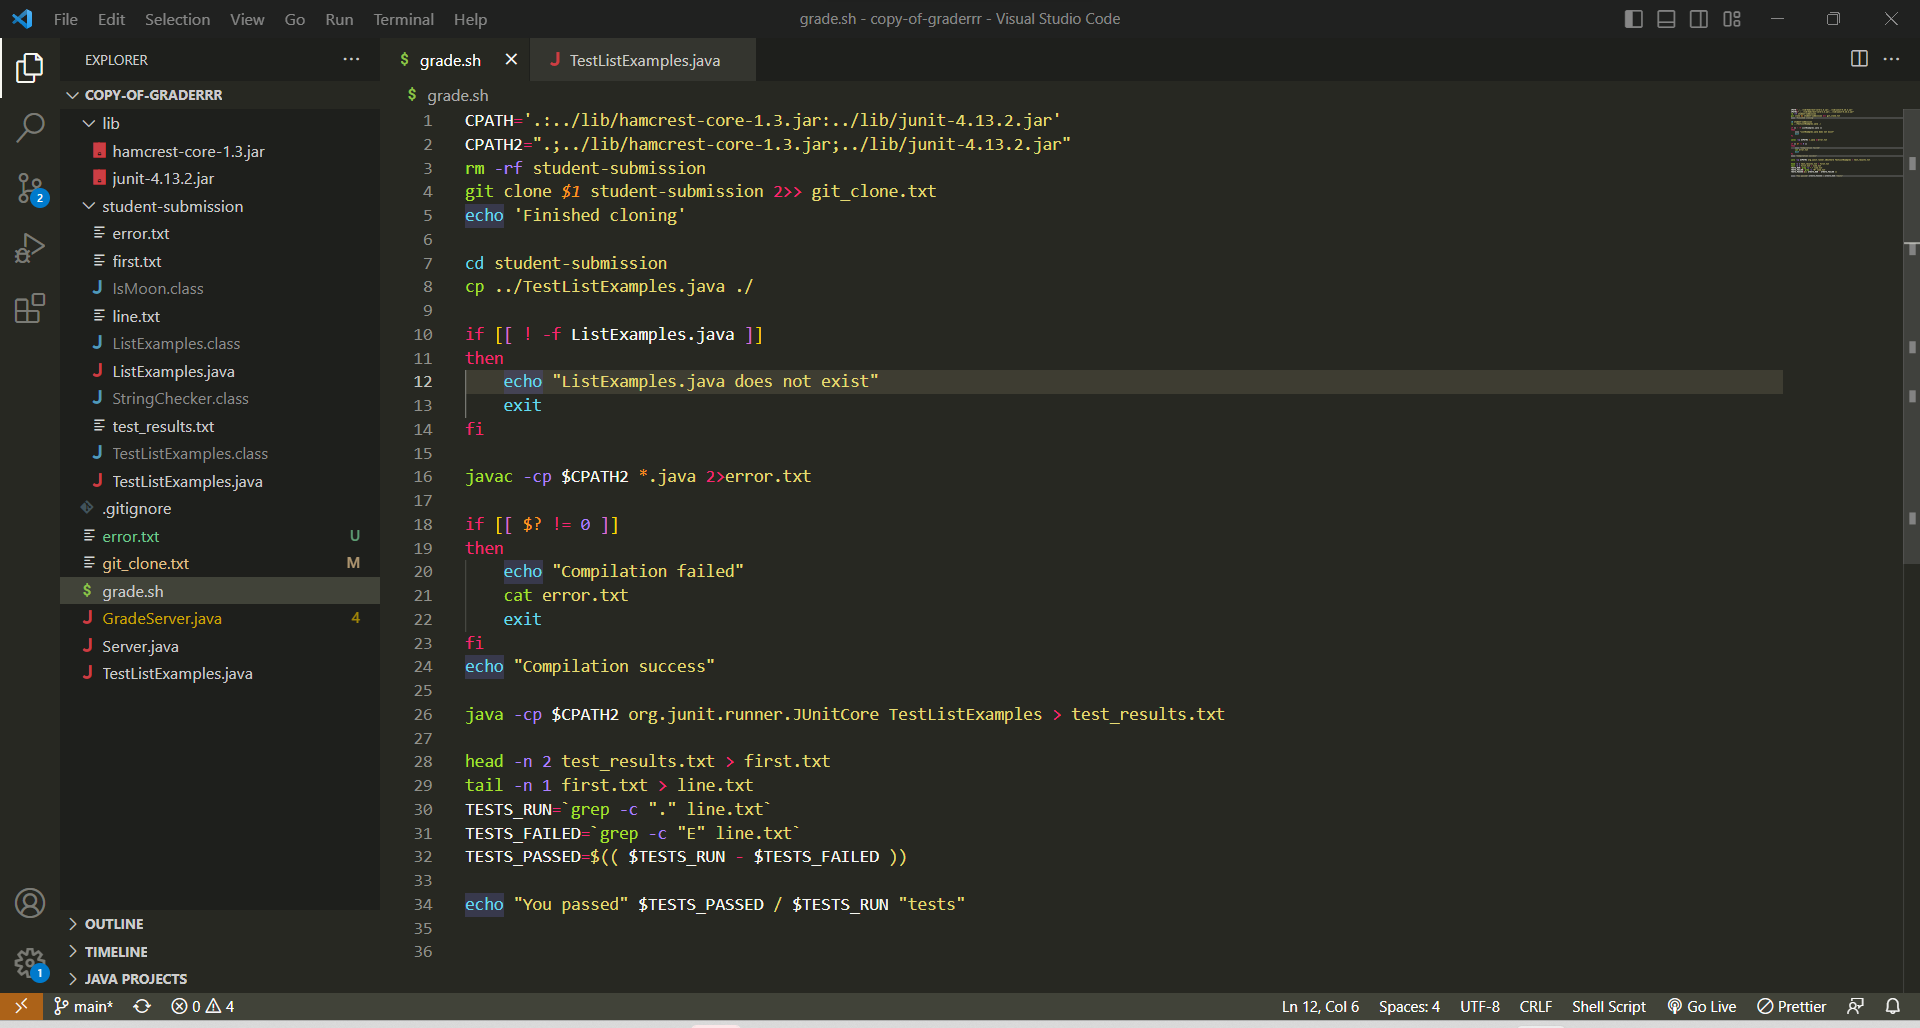 File Edit Selection View Go Run Terminal Help
grade.sh - copy-of-graderrr - Visual Studio Code
EXPLORER
COPY-OF-GRADERRR
lib
hamcrest-core-1.3.jar
junit-4.13.2.jar
student-submission
error.txt
first.txt
IsMoon.class
line.txt
ListExamples.class
ListExamples.java
StringChecker.class
test_results.txt
TestListExamples.class
TestListExamples.java
.gitignore
error.txt U
git_clone.txt M
grade.sh
GradeServer.java 4
Server.java
TestListExamples.java
OUTLINE
TIMELINE
JAVA PROJECTS
2
1
$ grade.sh
TestListExamples.java
$ grade.sh
1 CPATH='.:../lib/hamcrest-core-1.3.jar:../lib/junit-4.13.2.jar'
2 CPATH2=".;../lib/hamcrest-core-1.3.jar;../lib/junit-4.13.2.jar"
3 rm -rf student-submission
4 git clone $1 student-submission 2>> git_clone.txt
5 echo 'Finished cloning'
6
7 cd student-submission
8 cp ../TestListExamples.java ./
9
10 if [[ ! -f ListExamples.java ]]
11 then
12     echo "ListExamples.java does not exist"
13     exit
14 fi
15
16 javac -cp $CPATH2 *.java 2>error.txt
17
18 if [[ $? != 0 ]]
19 then
20     echo "Compilation failed"
21     cat error.txt
22     exit
23 fi
24 echo "Compilation success"
25
26 java -cp $CPATH2 org.junit.runner.JUnitCore TestListExamples > test_results.txt
27
28 head -n 2 test_results.txt > first.txt
29 tail -n 1 first.txt > line.txt
30 TESTS_RUN=`grep -c "." line.txt`
31 TESTS_FAILED=`grep -c "E" line.txt`
32 TESTS_PASSED=$(( $TESTS_RUN - $TESTS_FAILED ))
33
34 echo "You passed" $TESTS_PASSED / $TESTS_RUN "tests"
35
36
main* 0 4
Ln 12, Col 6 Spaces: 4 UTF-8 CRLF Shell Script Go Live Prettier